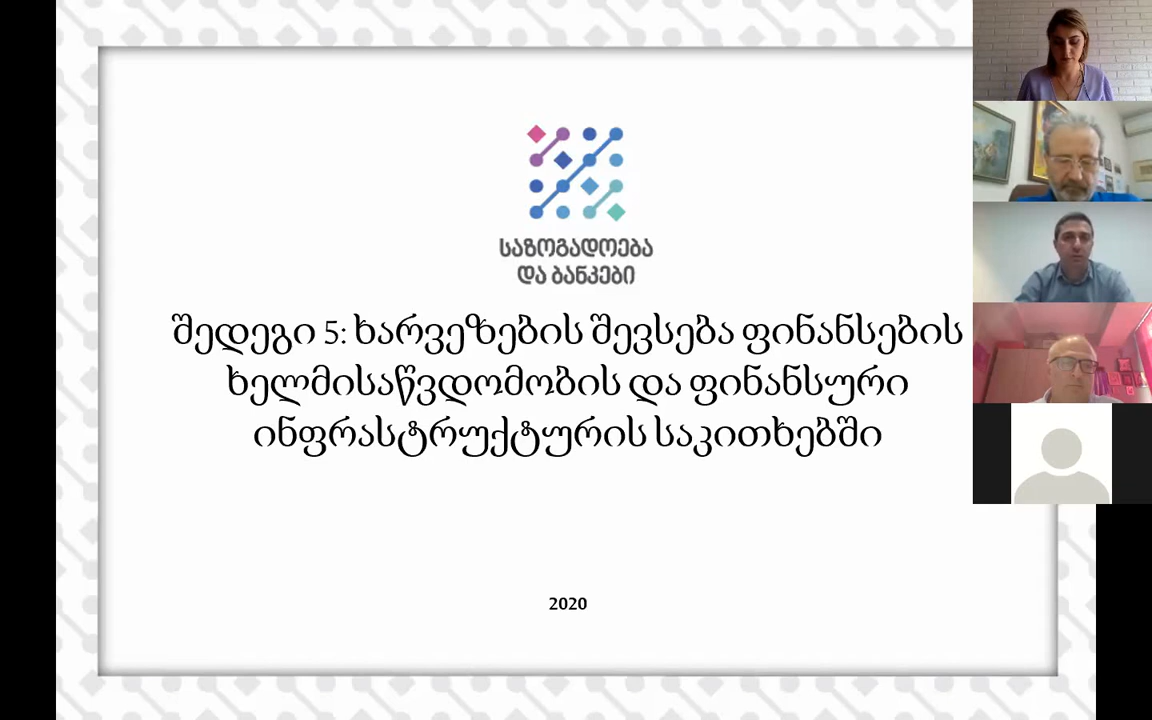 საზოგადოება
და ბანკები
შედეგი 5: ხარვეზების შევსება ფინანსების
ხელმისაწვდომობის და ფინანსური
ინფრასტრუქტურის საკითხებში
2020